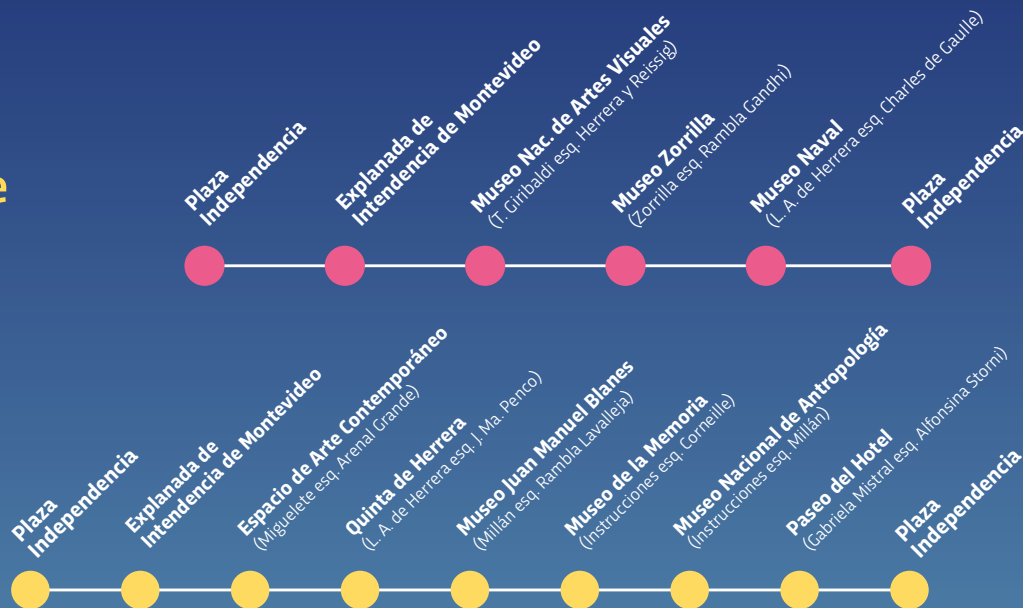 e
Plaza
Independencia
Explanada de
Intendencia de Montevideo
Museo Nac. de Artes Visuales
(T. Giribaldi esq. Herrera y Reissig)
Museo Zorrilla
(Zorrilla esq. Rambla Gandhi)
Museo Naval
(L. A. de Herrera esq. Charles de Gaulle)
Plaza
Independencia
Plaza
Independencia
Explanada de
Intendencia de Montevideo
Espacio de Arte Contemporáneo
(Miguelete esq. Arenal Grande)
Quinta de Herrera
(L. A. de Herrera esq. J. Ma. Penco)
Museo Juan Manuel Blanes
(Millán esq. Rambla Lavalleja)
Museo de la Memoria
(Instrucciones esq. Corneille)
Museo Nacional de Antropología
(Instrucciones esq. Millán)
Paseo del Hotel
(Gabriela Mistral esq. Alfonsina Storni)
Plaza
Independencia